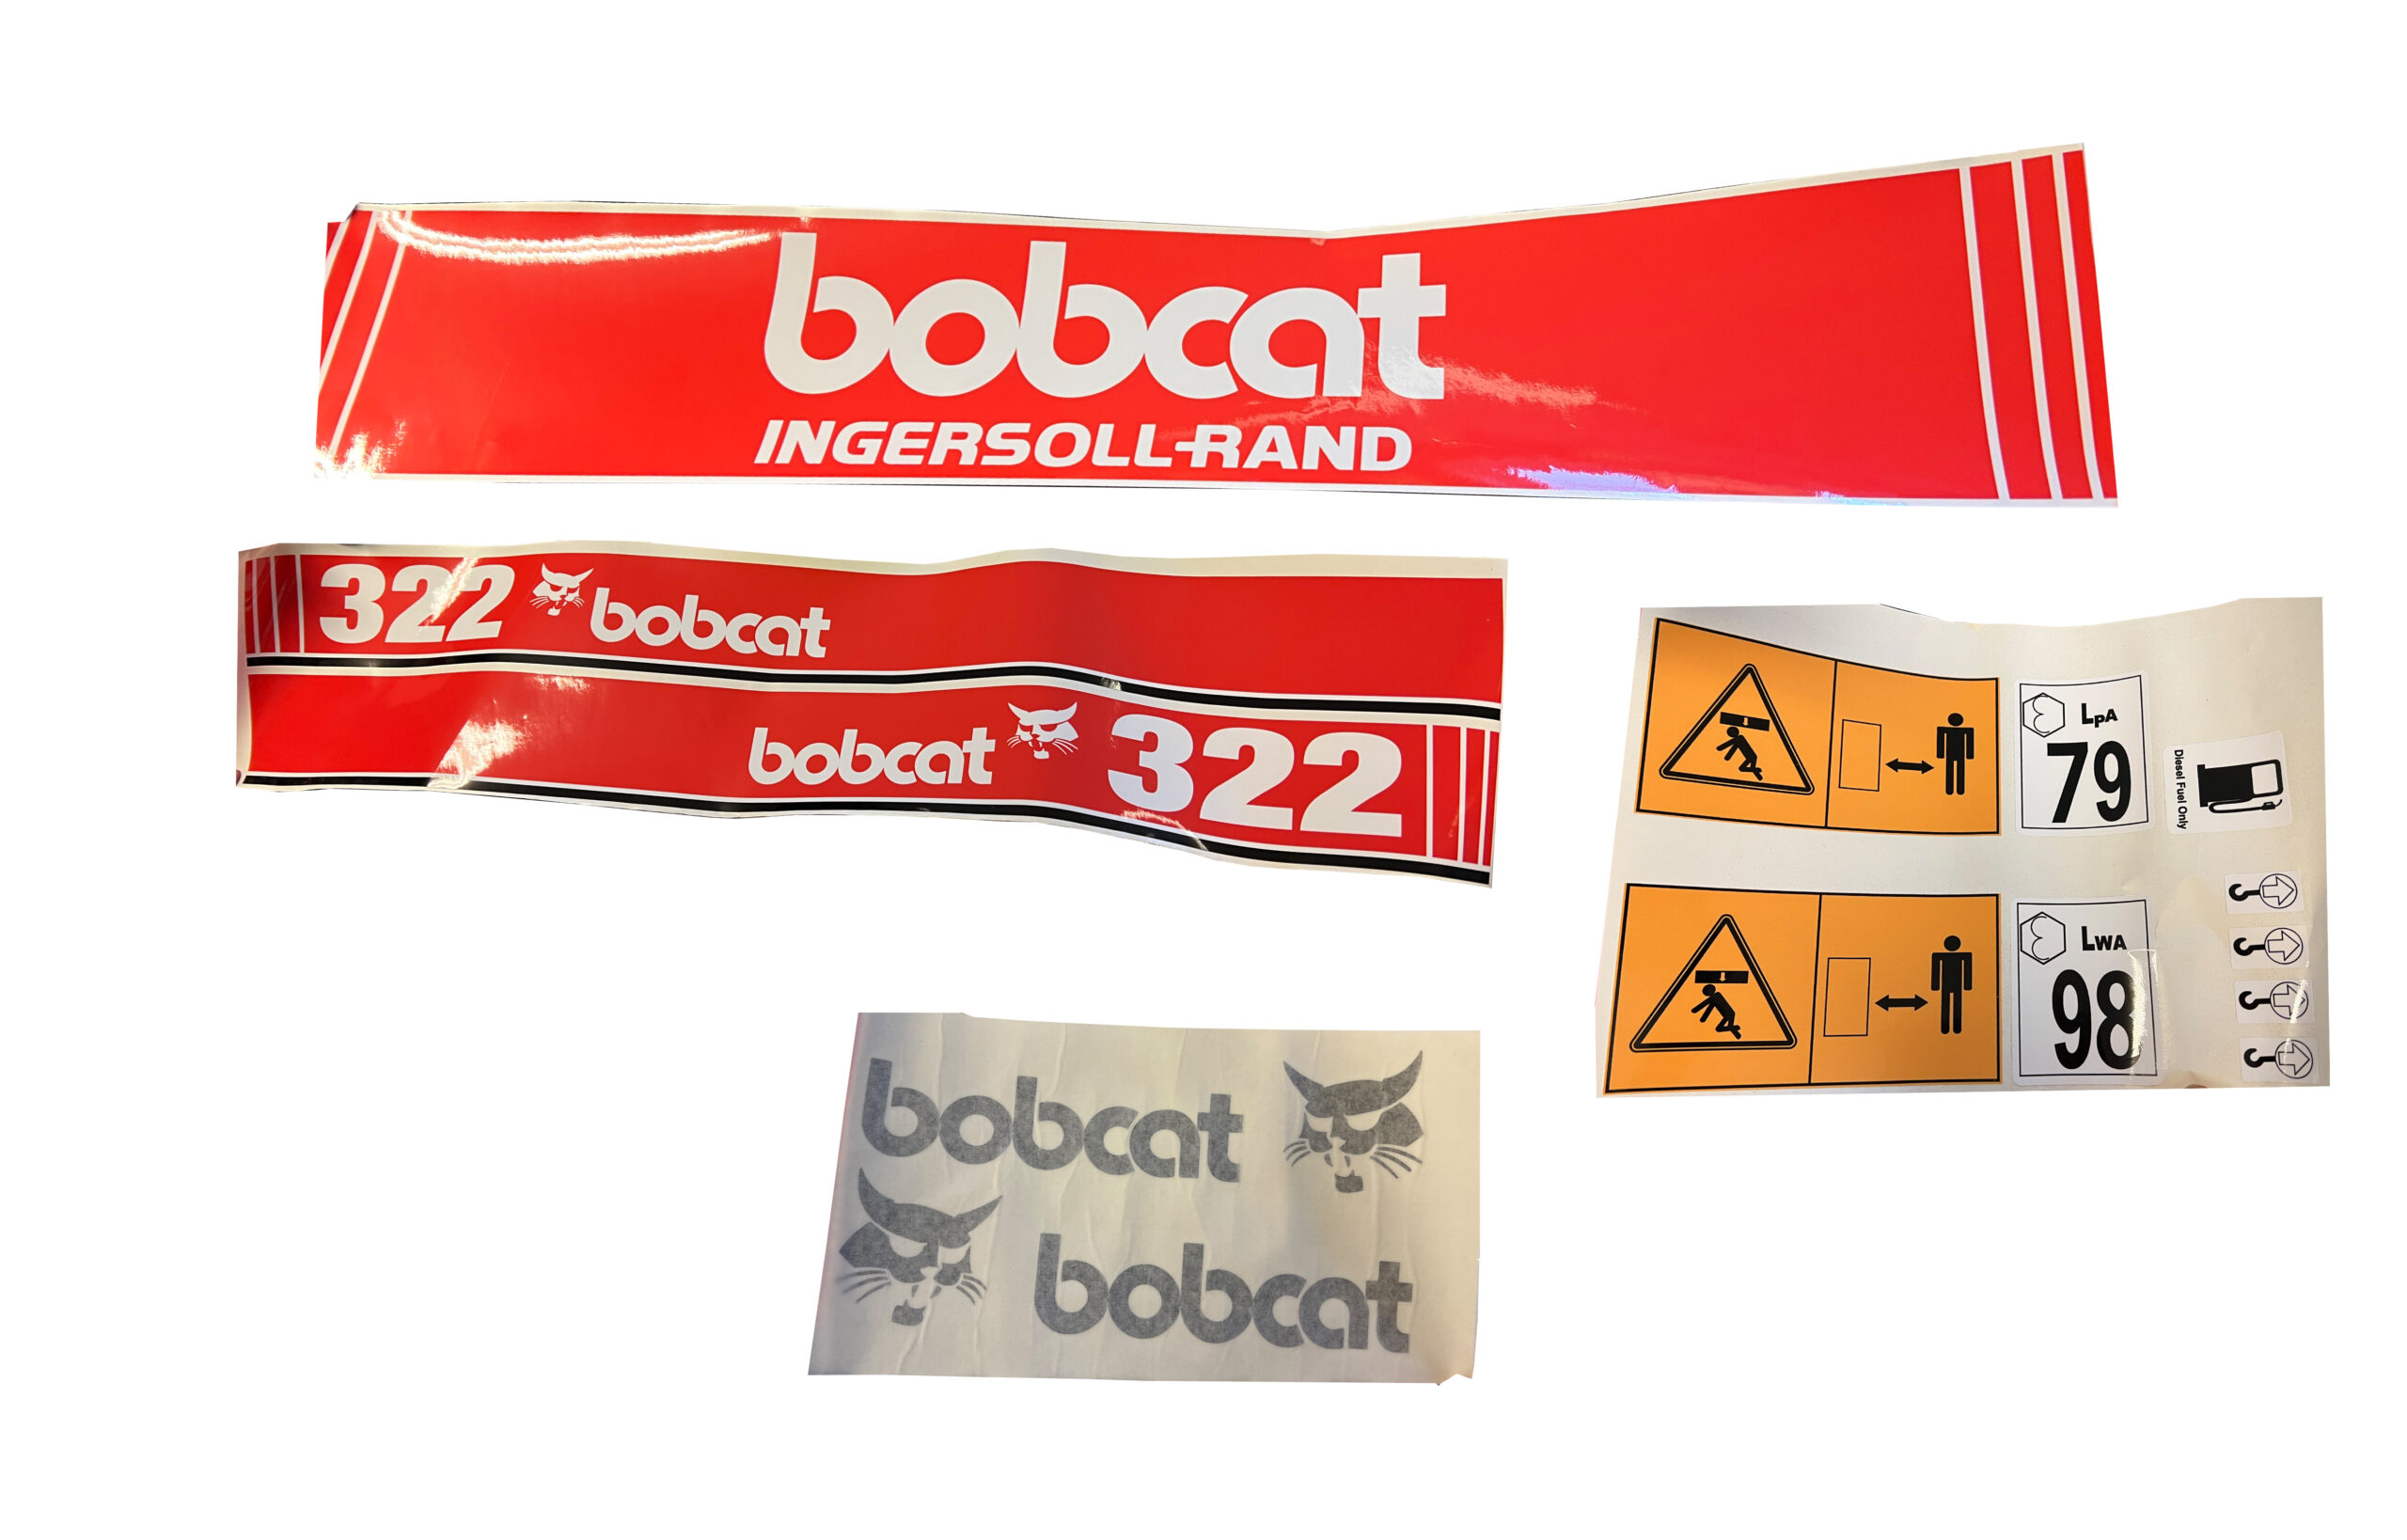 bobcat
INGERSOLL-RAND
322 bobcat
bobcat 322
LpA
79
Diesel Fuel Only
LWA
98
bobcat
bobcat